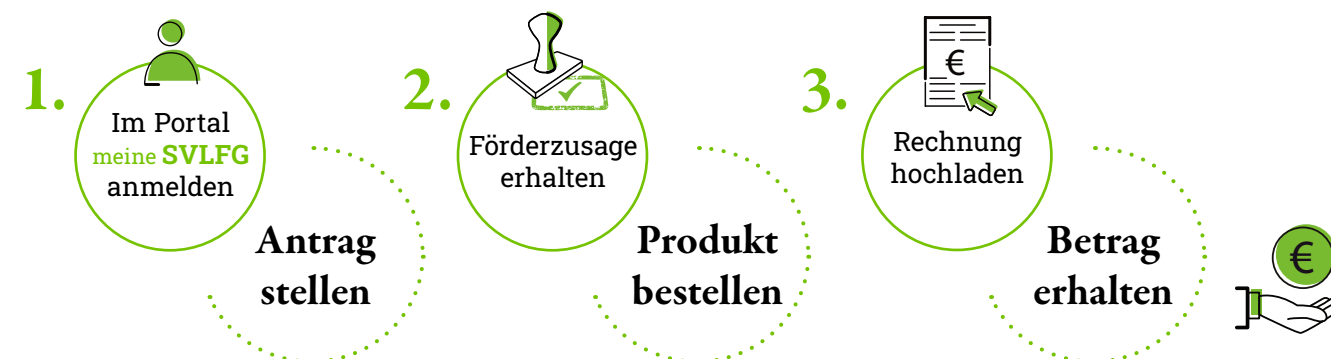 1.
Im Portal
meine SVLFG
anmelden
Antrag
stellen
2.
Förderzusage
erhalten
Produkt
bestellen
3.
€
Rechnung
hochladen
Betrag
erhalten
€